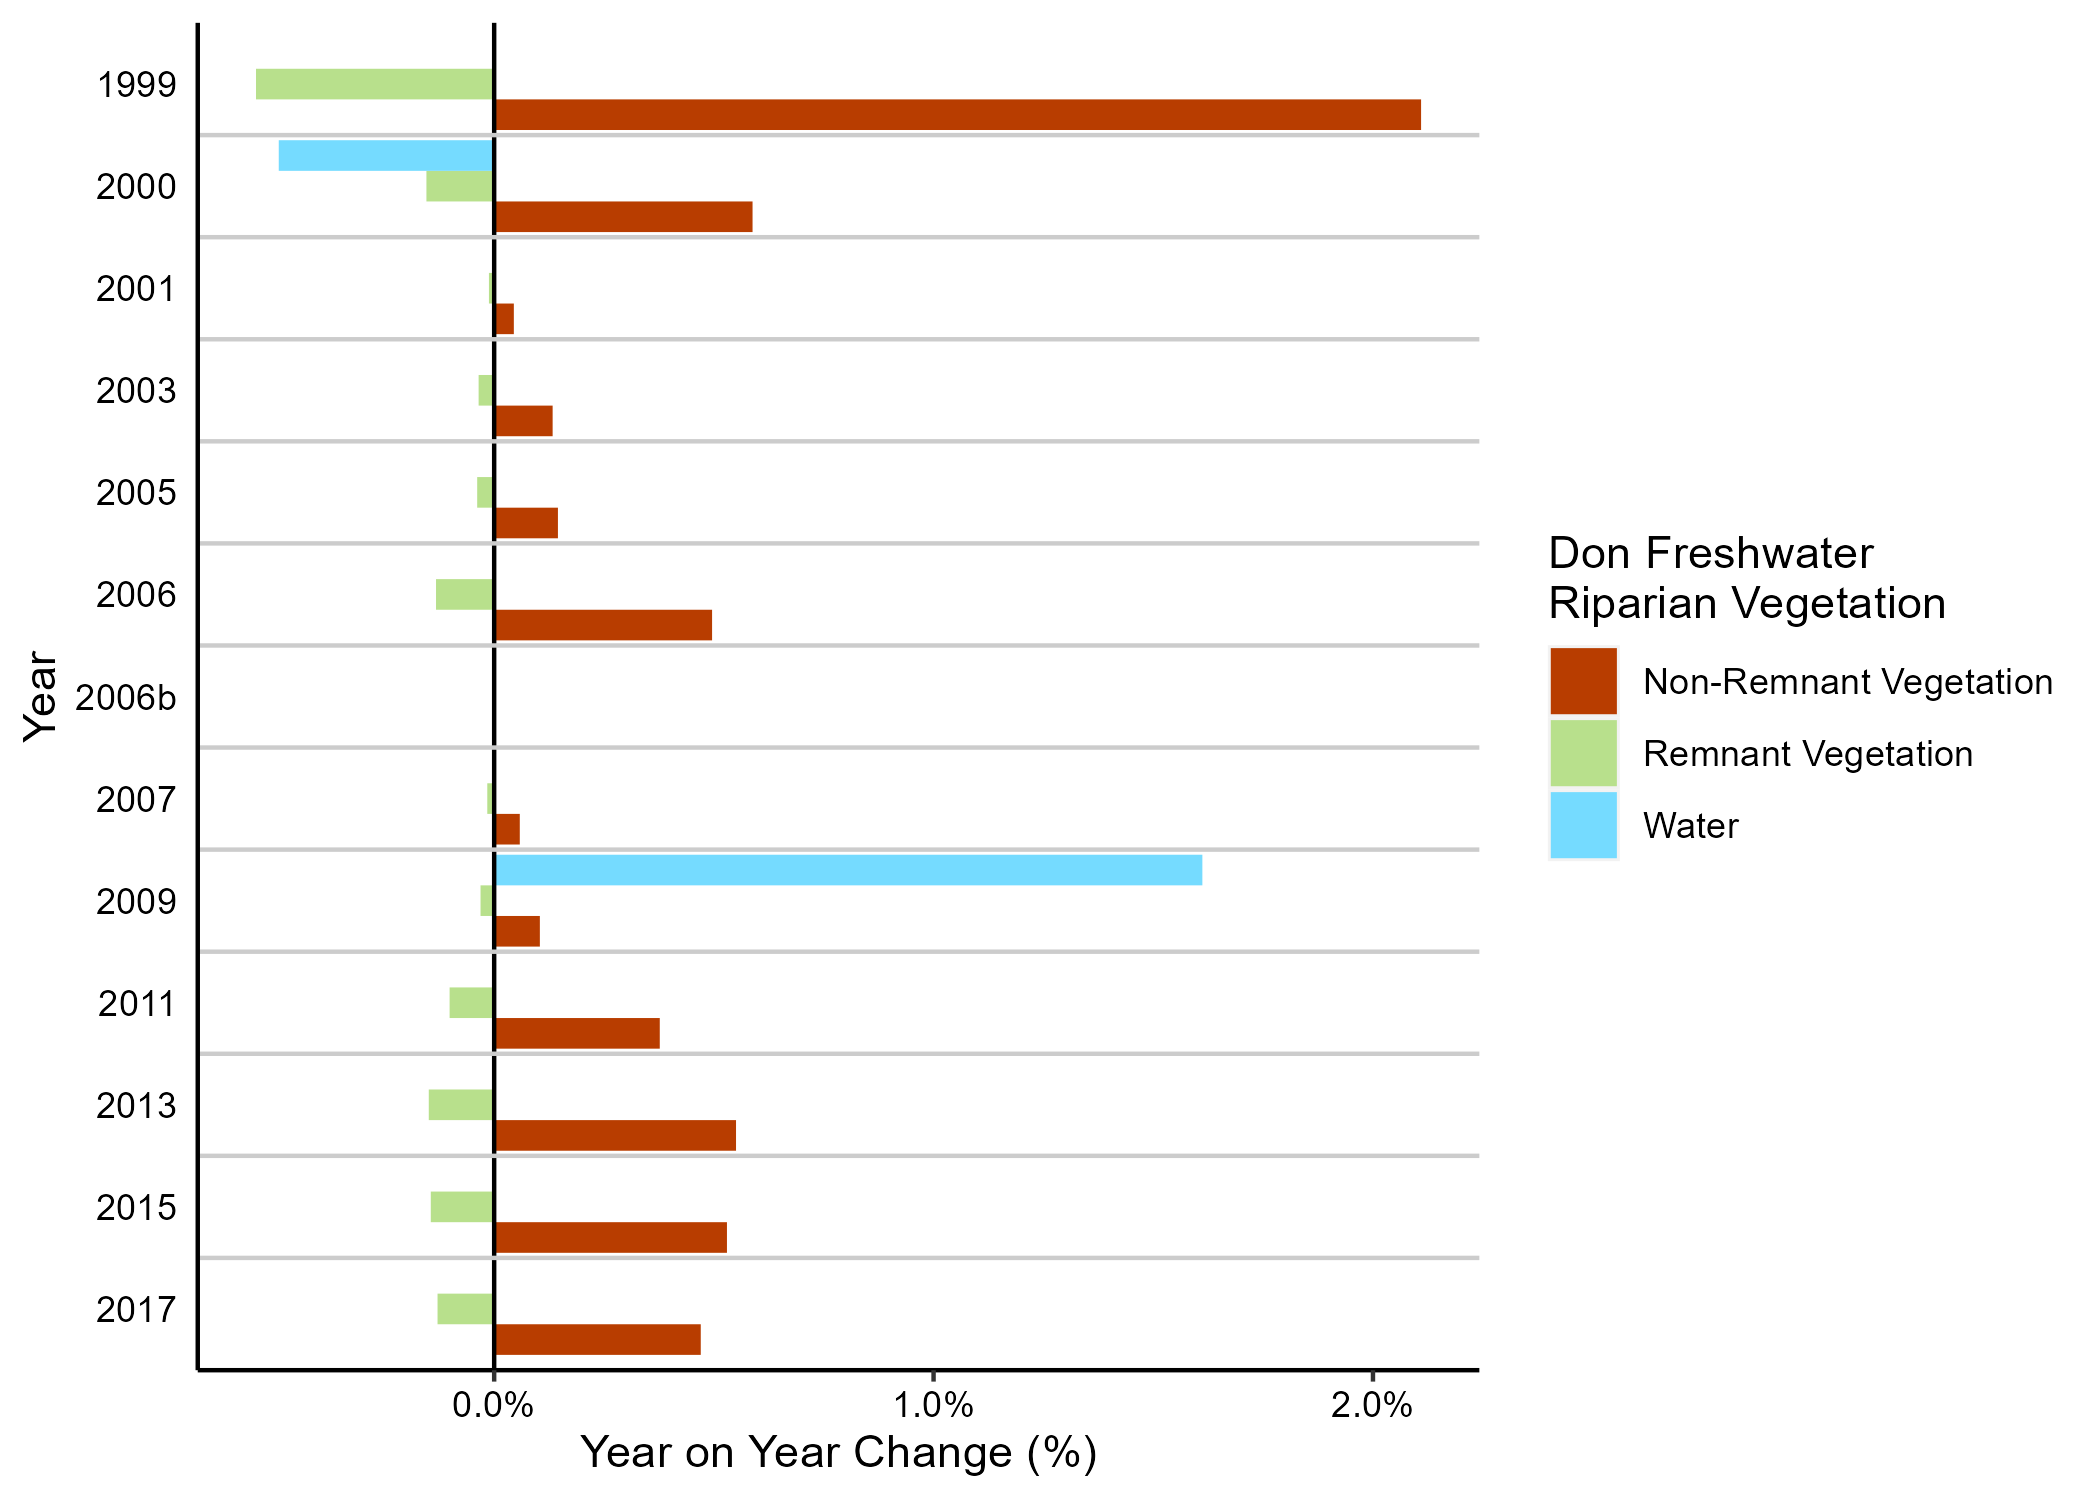 1999
2000
2001
2003
2005
2006
2006b
2007
2009
2011
2013
2015
2017
Year
0.0%
1.0%
2.0%
Year on Year Change (%)
Don Freshwater
Riparian Vegetation
Non-Remnant Vegetation
Remnant Vegetation
Water